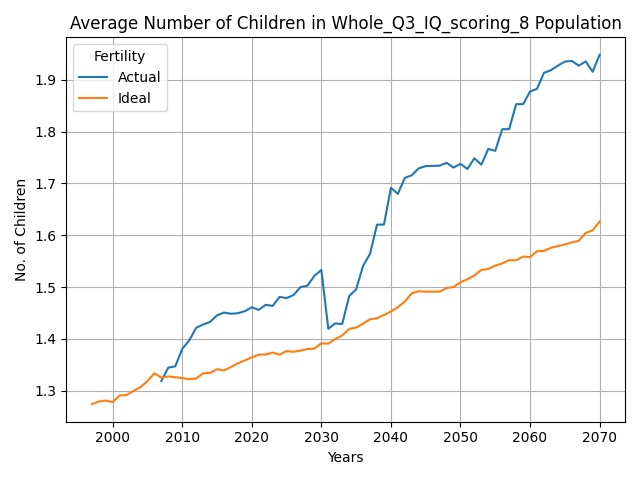 Average Number of Children in Whole_Q3_IQ_scoring_8 Population
Fertility
Actual
Ideal
No. of Children
1.9
1.8
1.7
1.6
1.5
1.4
1.3
2000 2010 2020 2030 2040 2050 2060 2070
Years